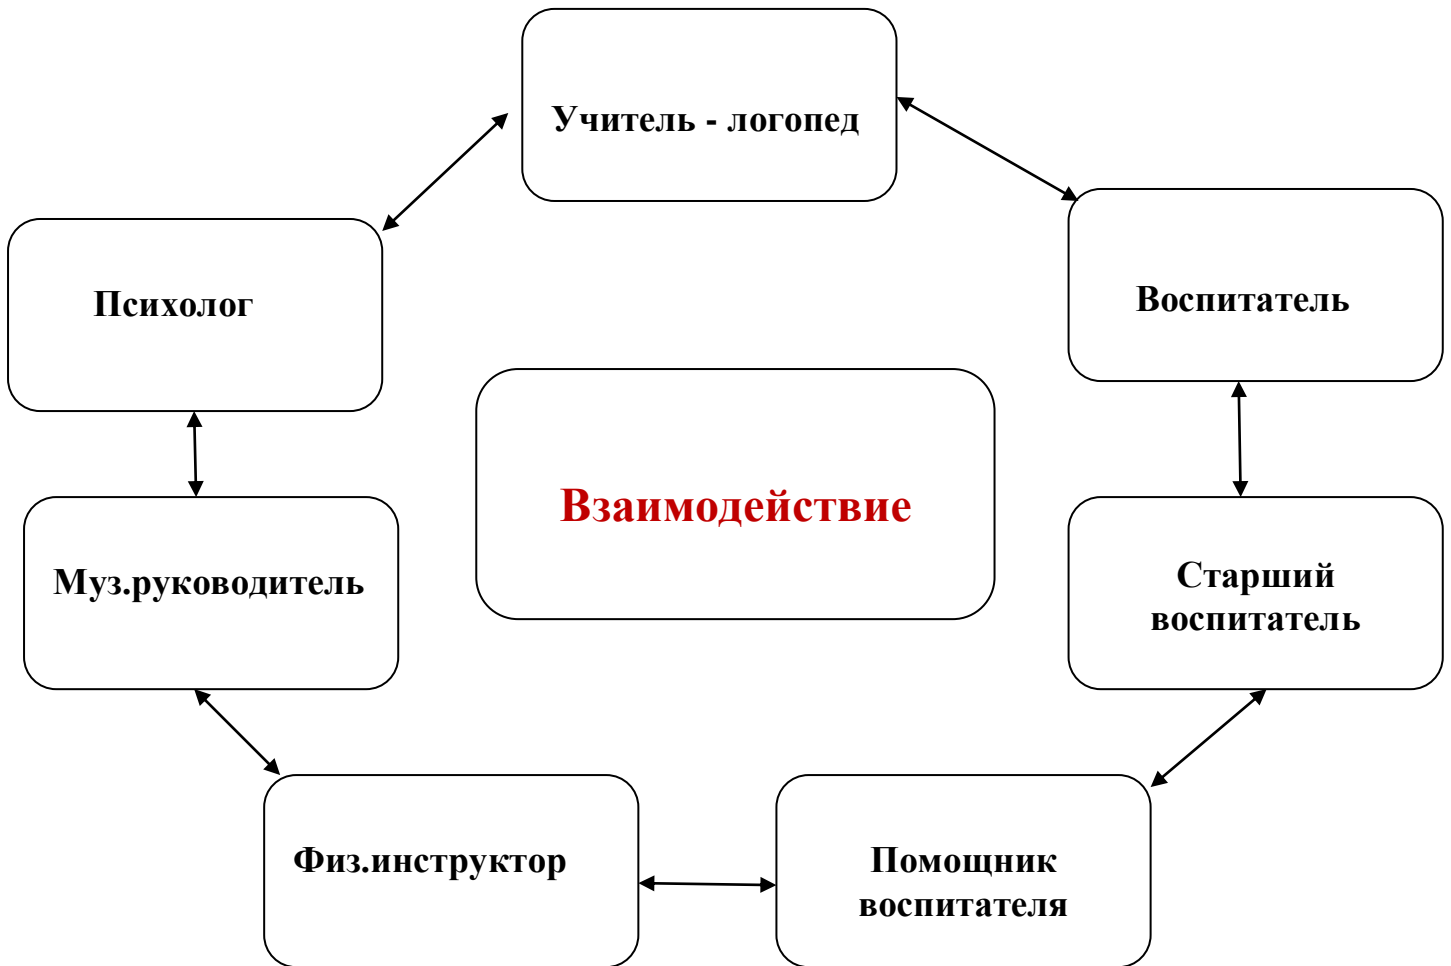 Учитель - логопед
Психолог
Воспитатель
Взаимодействие
Муз.руководитель
Старший
воспитатель
Физ.инструктор
Помощник
воспитателя